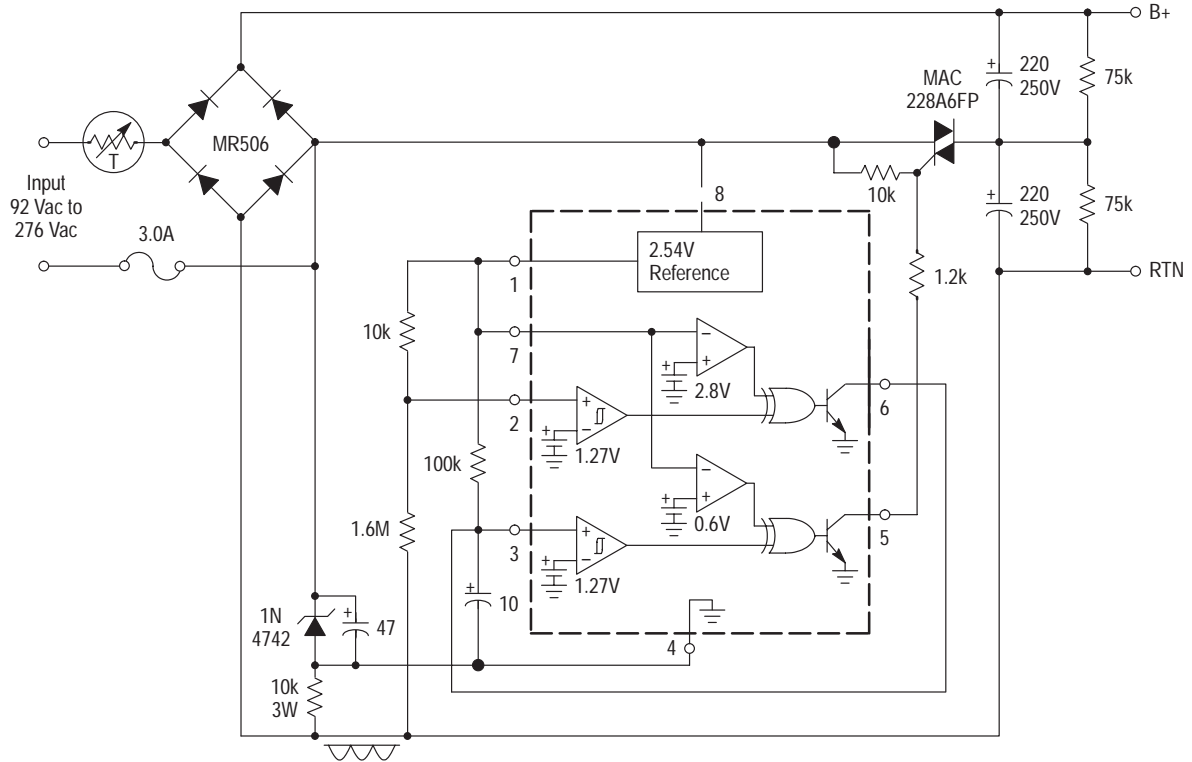 B+
220
250V
75k
MAC
228A6FP
MR506
T
Input
92 Vac to
276 Vac
10k
8
220
250V
75k
3.0A
2.54V
Reference
1
RTN
1.2k
10k
7
–
+
2.8V
6
2
+
–
1.27V
100k
–
+
0.6V
1.6M
3
+
–
1.27V
5
10
1N
4742
47
4
10k
3W